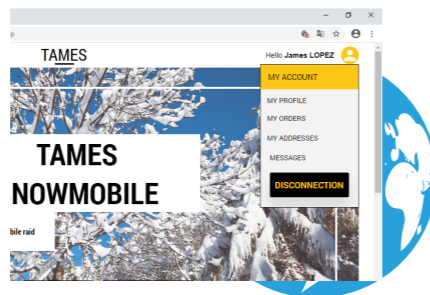 p
TAMES
Hello James LOPEZ
MY ACCOUNT
MY PROFILE
MY ORDERS
MY ADDRESSES
MESSAGES
DISCONNECTION
TAMES
NOWMOBILE
bile raid